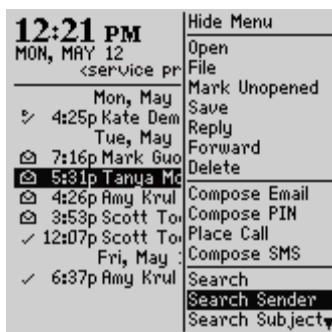 12:21 PM
MON, MAY 12
<service pr
Mon, May
4:25p Kate Dem
Tue, May
7:16p Mark Guo
5:31p Tanya Mc
4:26p Amy Krul
3:53p Scott To
12:07p Scott To
Fri, May
6:37p Amy Krul
Hide Menu
Open
File
Mark Unopened
Save
Reply
Forward
Delete
Compose Email
Compose PIN
Place Call
Compose SMS
Search
Search Sender
Search Subject